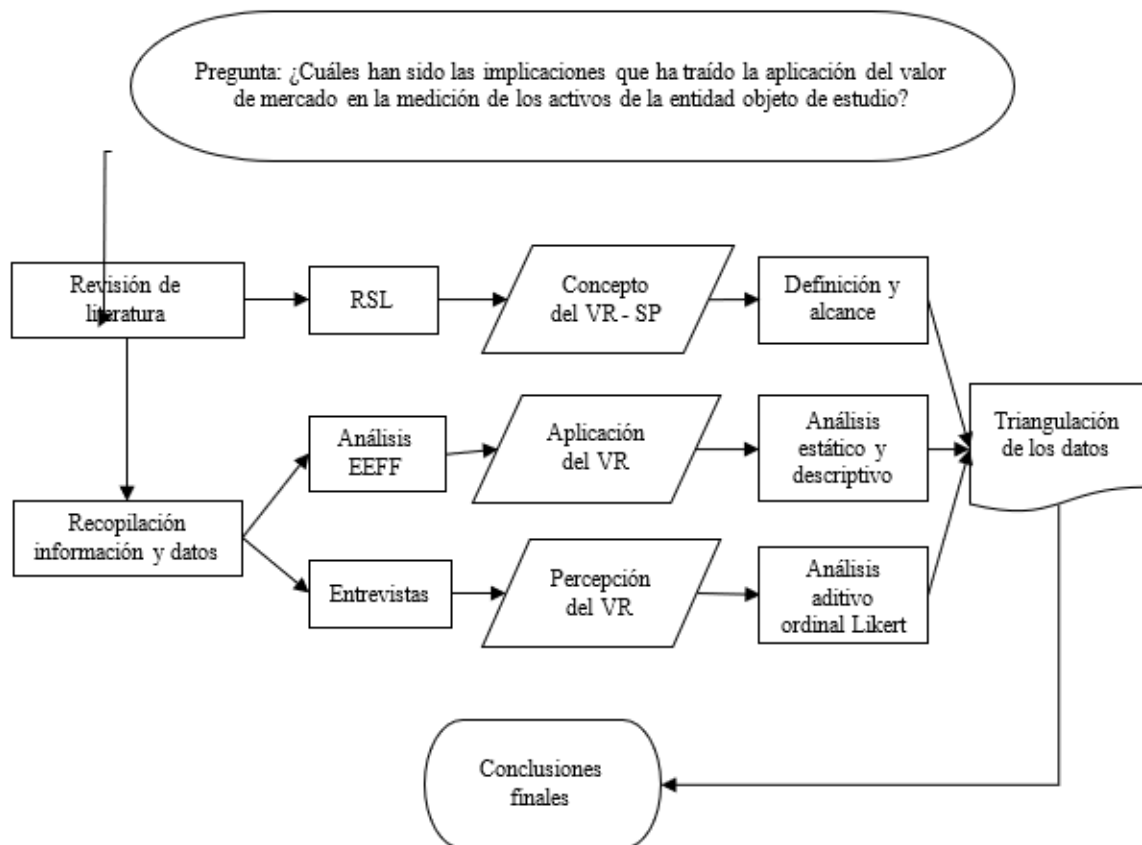 Pregunta: ¿Cuáles han sido las implicaciones que ha traído la aplicación del valor
de mercado en la medición de los activos de la entidad objeto de estudio?
Revisión de
literatura
RSL
Concepto
del VR - SP
Definición y
alcance
Análisis
EEFF
Aplicación
del VR
Análisis
estático y
descriptivo
Triangulación
de los datos
Recopilación
información y datos
Entrevistas
Percepción
del VR
Análisis
aditivo
ordinal Likert
Conclusiones
finales